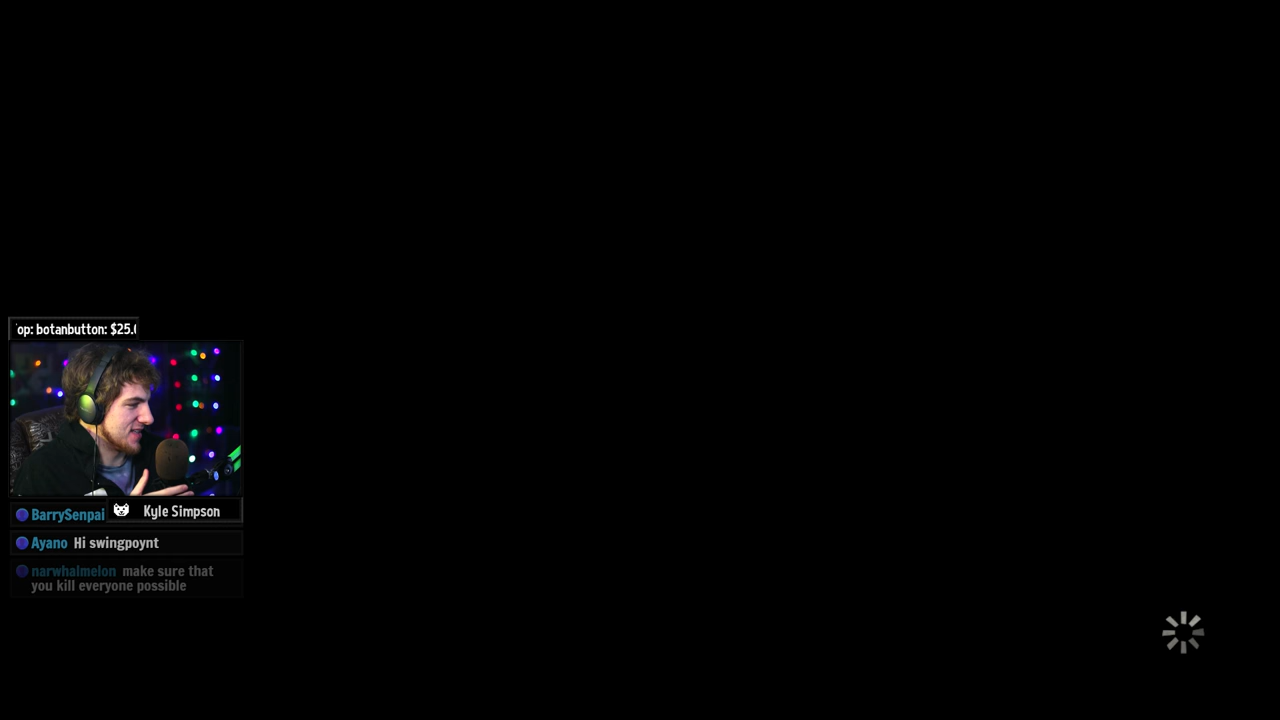 op: botanbutton: $25.
BarrySenpai
Kyle Simpson
Ayano Hi swingpoynt
narwhalmelon make sure that
you kill everyone possible